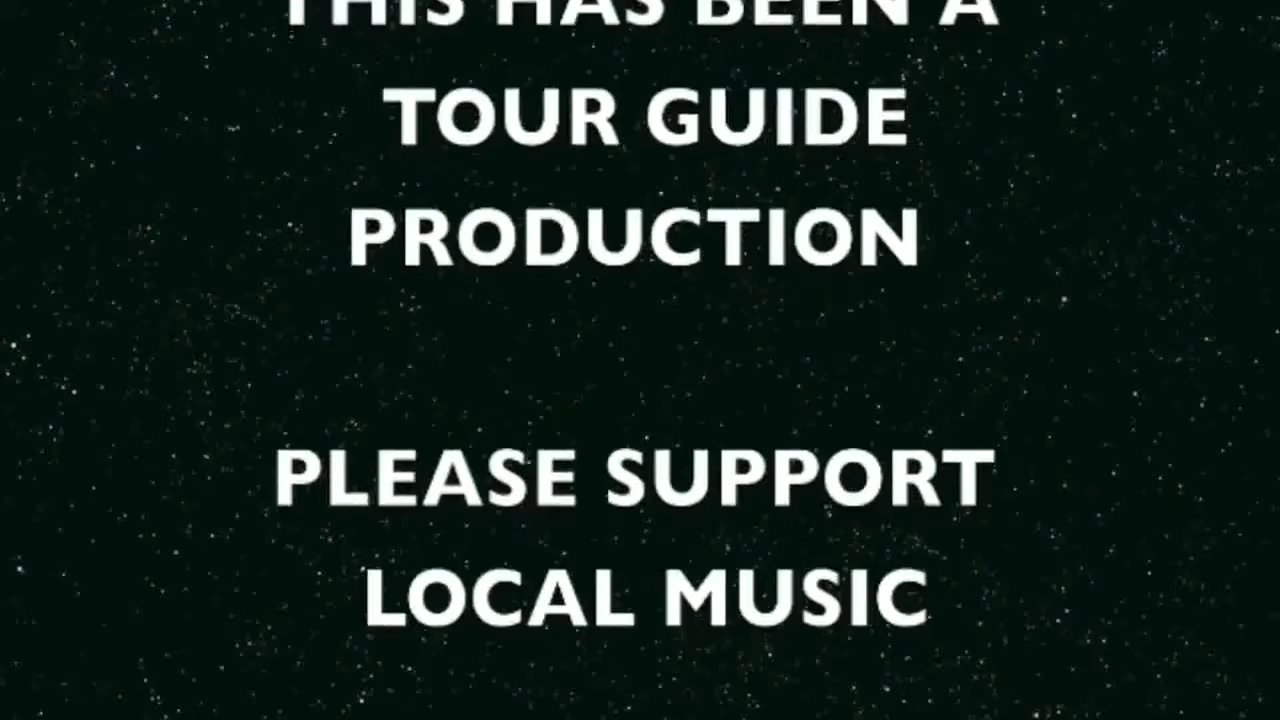 THIS HAS BEEN A
TOUR GUIDE
PRODUCTION
PLEASE SUPPORT
LOCAL MUSIC